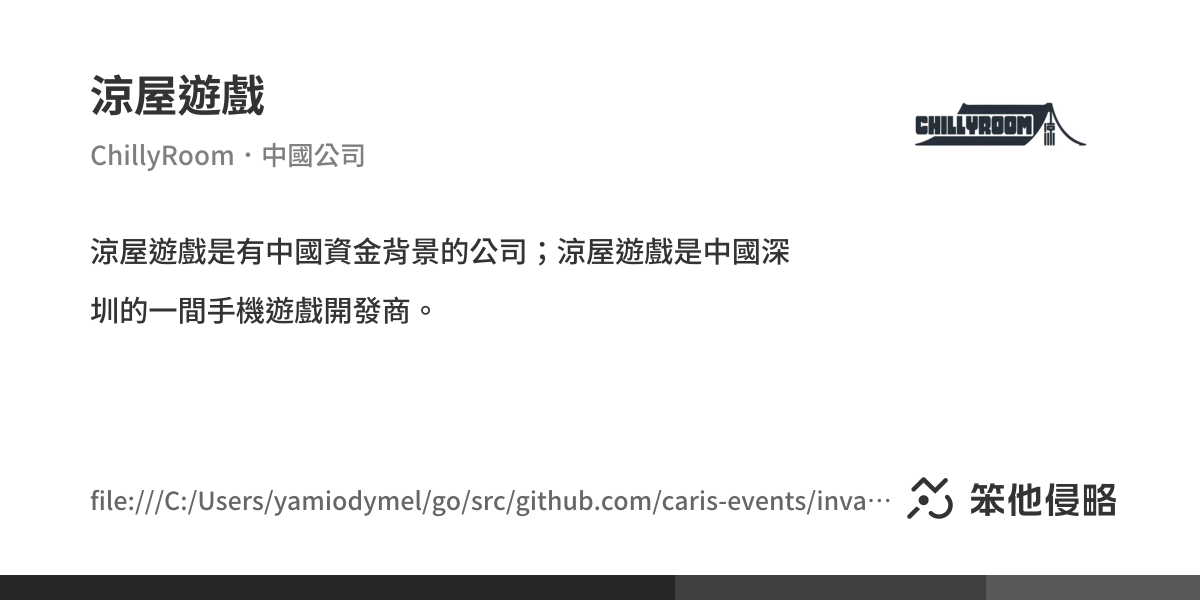 涼屋遊戲
ChillyRoom・中國公司
CHILLYROOM
涼屋遊戲是有中國資金背景的公司；涼屋遊戲是中國深
圳的一間手機遊戲開發商。
file:///C:/Users/yamiodymel/go/src/github.com/caris-events/inva…
笨他侵略